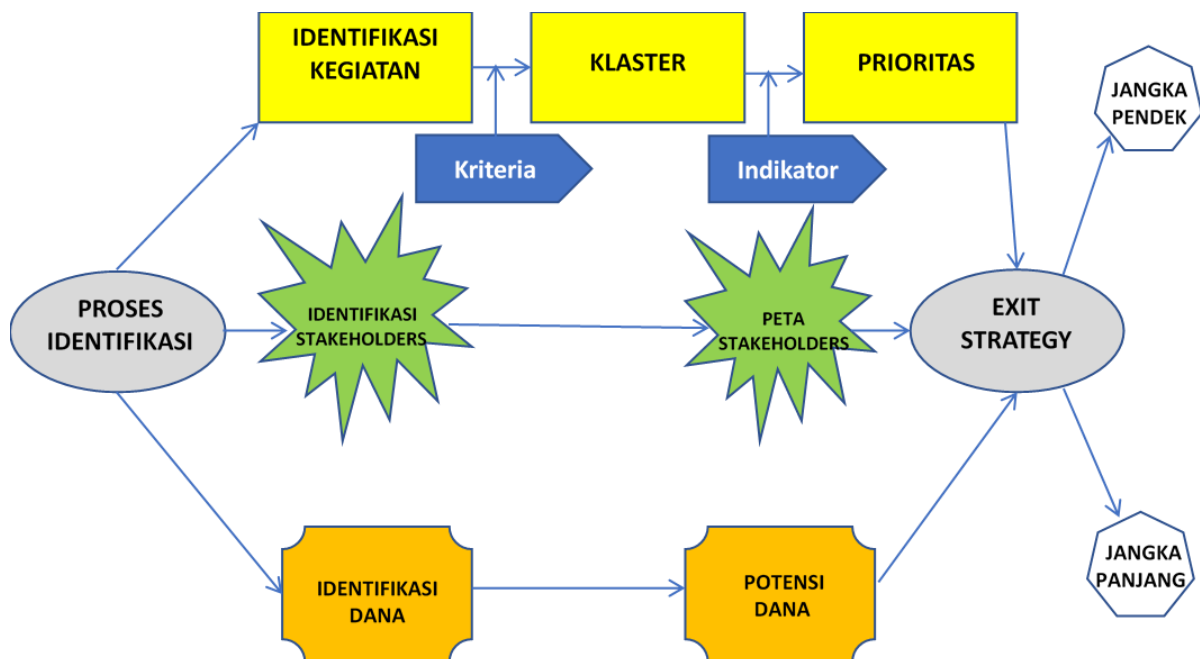 IDENTIFIKASI
KEGIATAN
KLASTER
PRIORITAS
JANGKA
PENDEK
Kriteria
Indikator
PROSES
IDENTIFIKASI
IDENTIFIKASI
STAKEHOLDERS
PETA
STAKEHOLDERS
EXIT
STRATEGY
IDENTIFIKASI
DANA
POTENSI
DANA
JANGKA
PANJANG